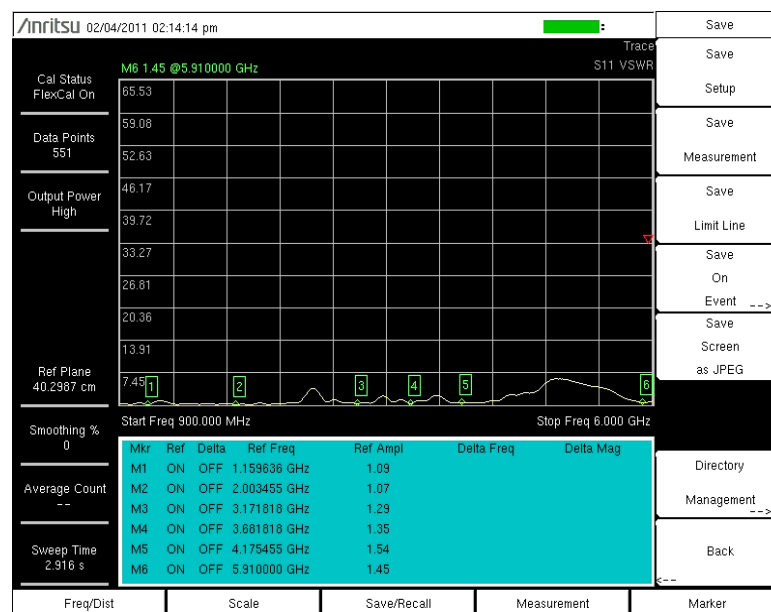 Anritsu 02/04/2011 02:14:14 pm
Save
Trace
M6 1.45 @5.910000 GHz
S11 VSWR
Cal Status
FlexCal On
Data Points
551
Output Power
High
Ref Plane
40.2987 cm
Smoothing %
0
Average Count
--
Sweep Time
2.916 s
65.53
59.08
52.63
46.17
39.72
33.27
26.81
20.36
13.91
7.45
1 2 3 4 5 6
Start Freq 900.000 MHz Stop Freq 6.000 GHz
Mkr Ref Delta Ref Freq Ref Ampl Delta Freq Delta Mag
M1 ON OFF 1.159636 GHz 1.09
M2 ON OFF 2.003455 GHz 1.07
M3 ON OFF 3.171818 GHz 1.29
M4 ON OFF 3.681818 GHz 1.35
M5 ON OFF 4.175455 GHz 1.54
M6 ON OFF 5.910000 GHz 1.45
Save
Setup
Save
Measurement
Save
Limit Line
Save
On
Event -->
Save
Screen
as JPEG
Directory
Management -->
Back
<--
Freq/Dist Scale Save/Recall Measurement Marker